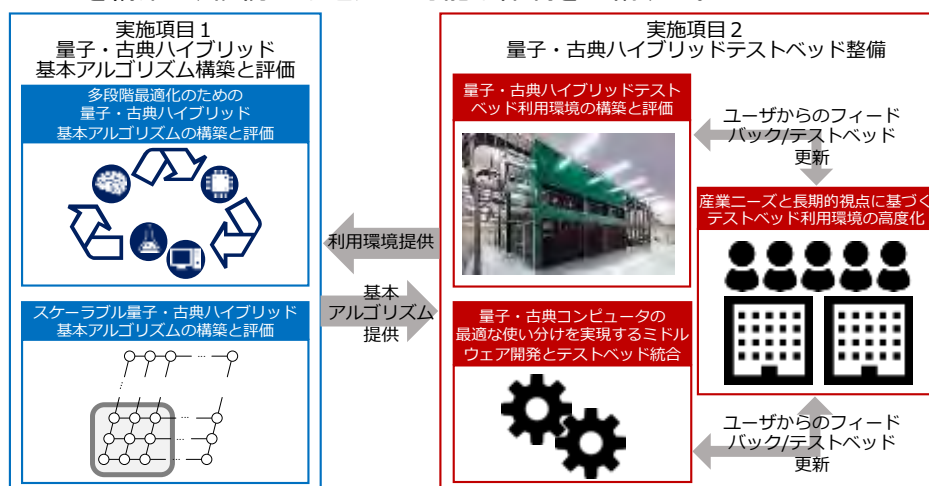 実施項目1
量子・古典ハイブリッド
基本アルゴリズム構築と評価
多段階最適化のための
量子・古典ハイブリッド
基本アルゴリズムの構築と評価
スケーラブル量子・古典ハイブリッド
基本アルゴリズムの構築と評価
利用環境提供
基本
アルゴリズム
提供
実施項目2
量子・古典ハイブリッドテストベッド整備
量子・古典ハイブリッドテスト
ベッド利用環境の構築と評価
量子・古典コンピュータの
最適な使い分けを実現するミドル
ウェア開発とテストベッド統合
ユーザからのフィード
バック/テストベッド
更新
産業ニーズと長期的視点に基づく
テストベッド利用環境の高度化
ユーザからのフィード
バック/テストベッド
更新